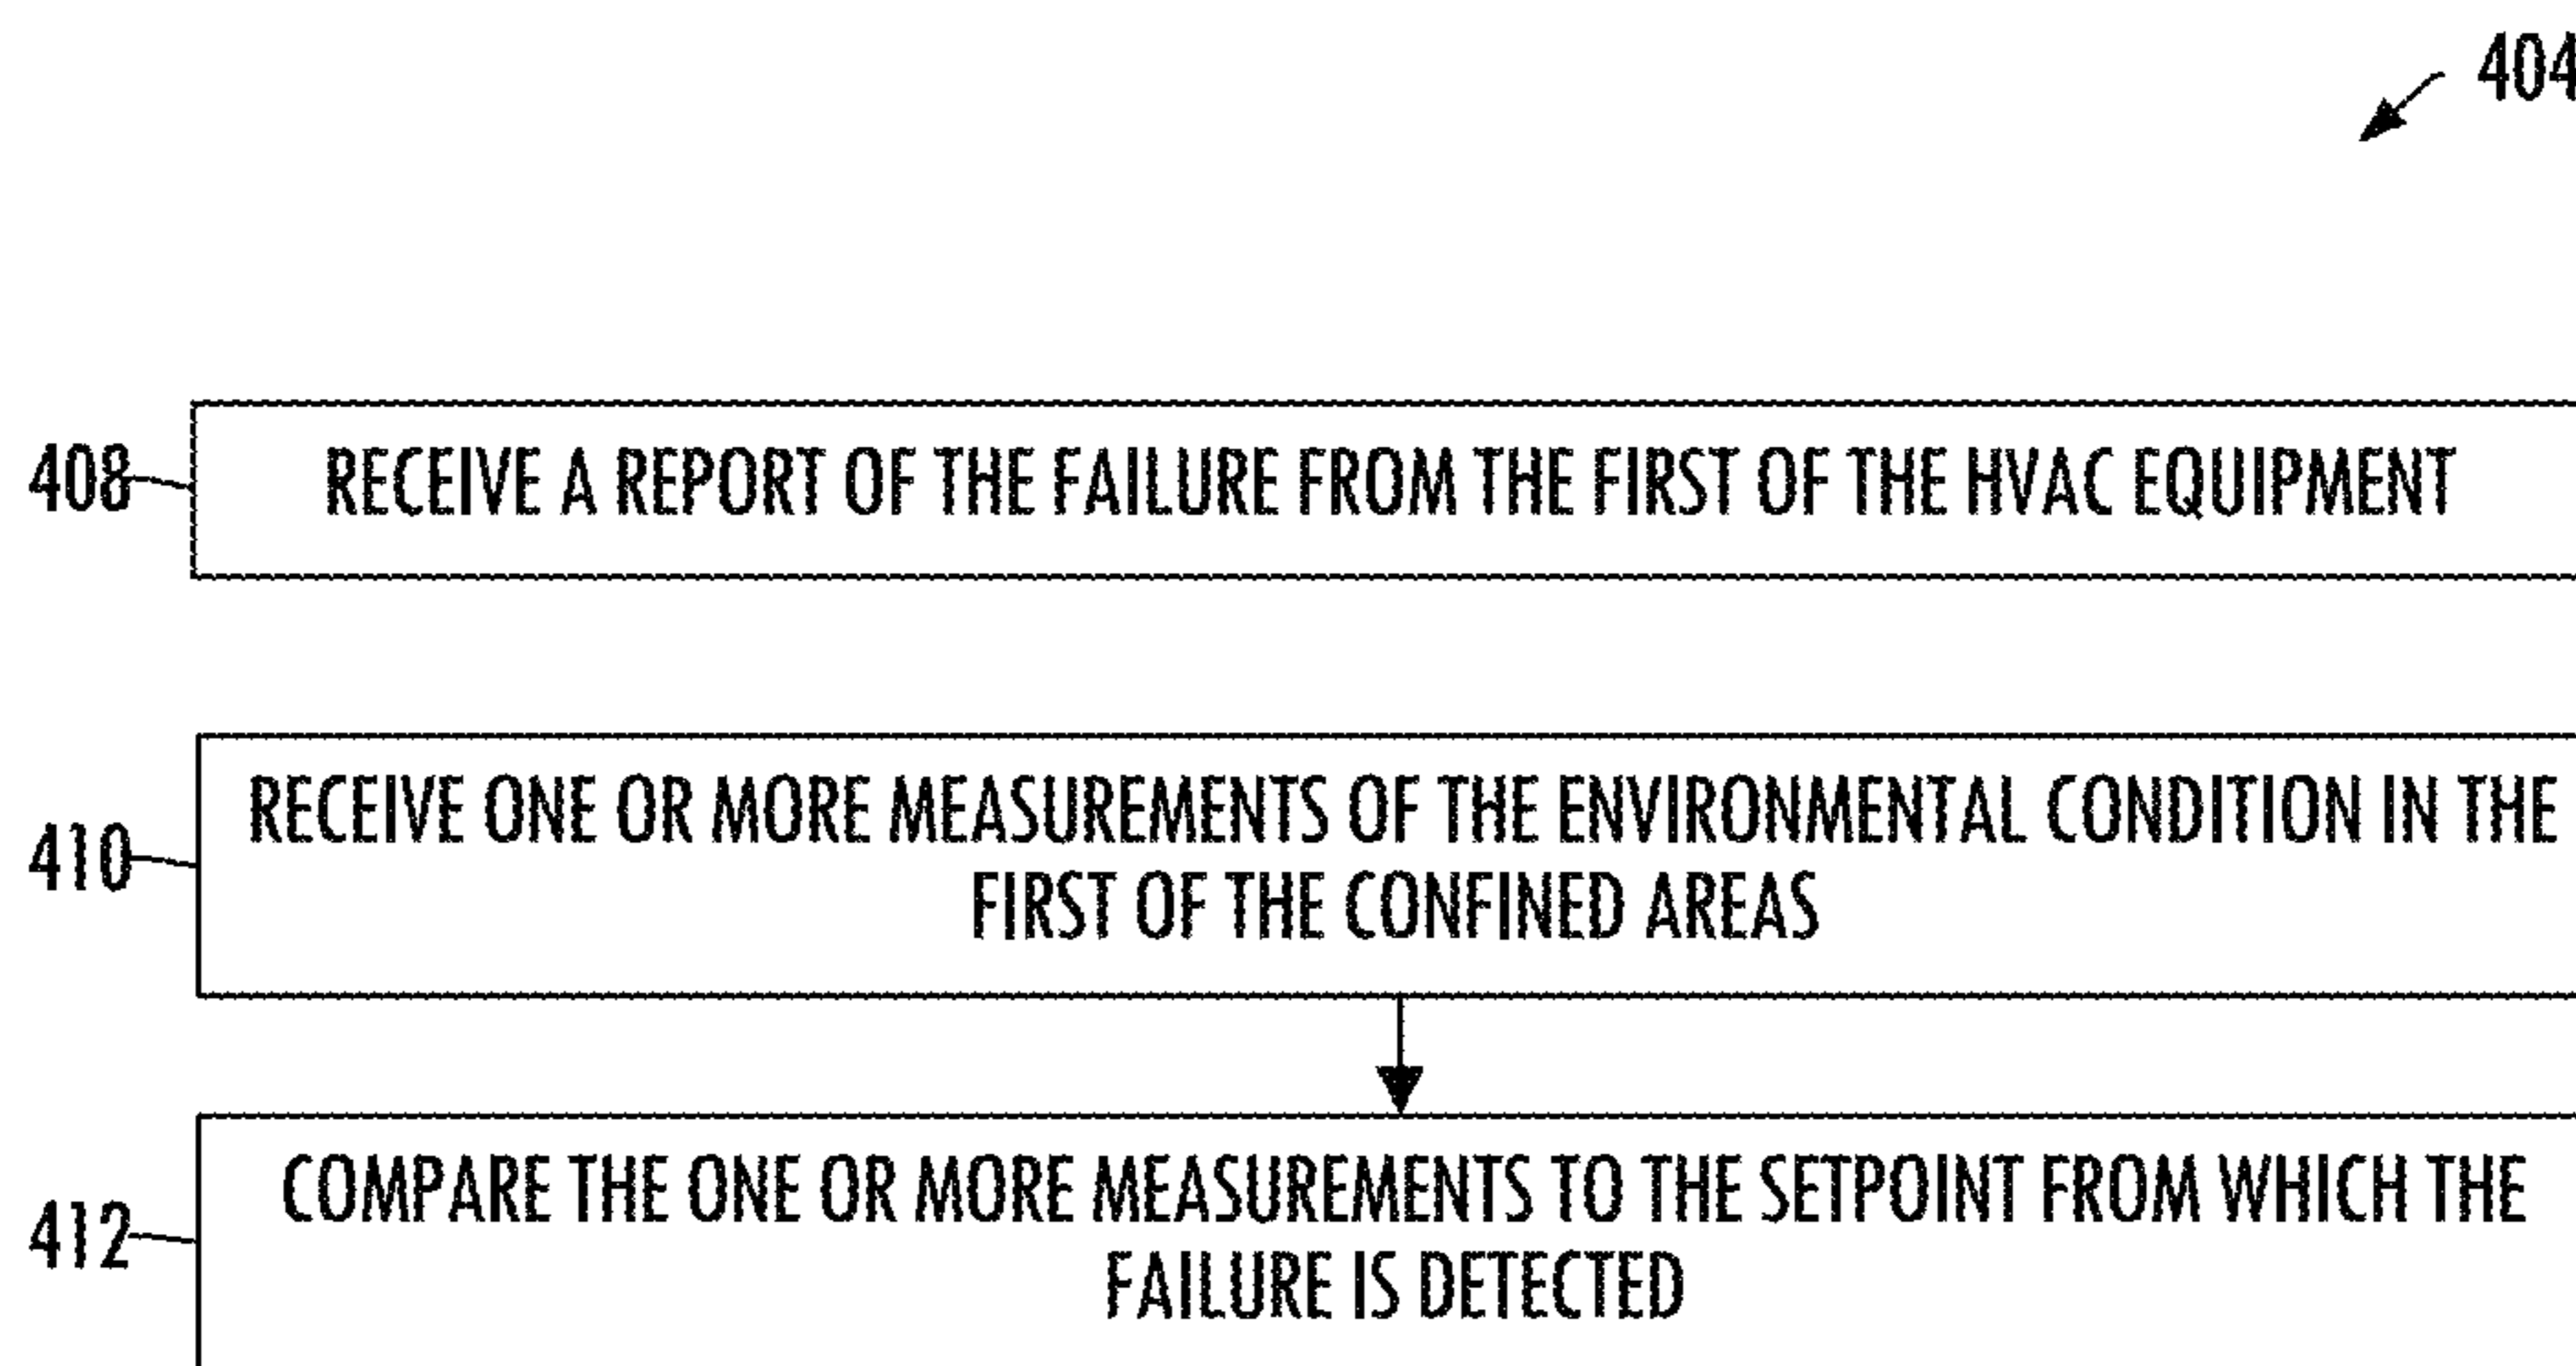 404
408
RECEIVE A REPORT OF THE FAILURE FROM THE FIRST OF THE HVAC EQUIPMENT
410
RECEIVE ONE OR MORE MEASUREMENTS OF THE ENVIRONMENTAL CONDITION IN THE
FIRST OF THE CONFINED AREAS
412
COMPARE THE ONE OR MORE MEASUREMENTS TO THE SETPOINT FROM WHICH THE
FAILURE IS DETECTED